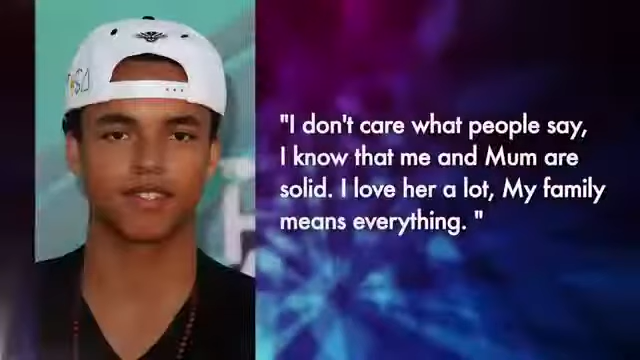 "I don't care what people say,
I know that me and Mum are
solid. I love her a lot, My family
means everything. "